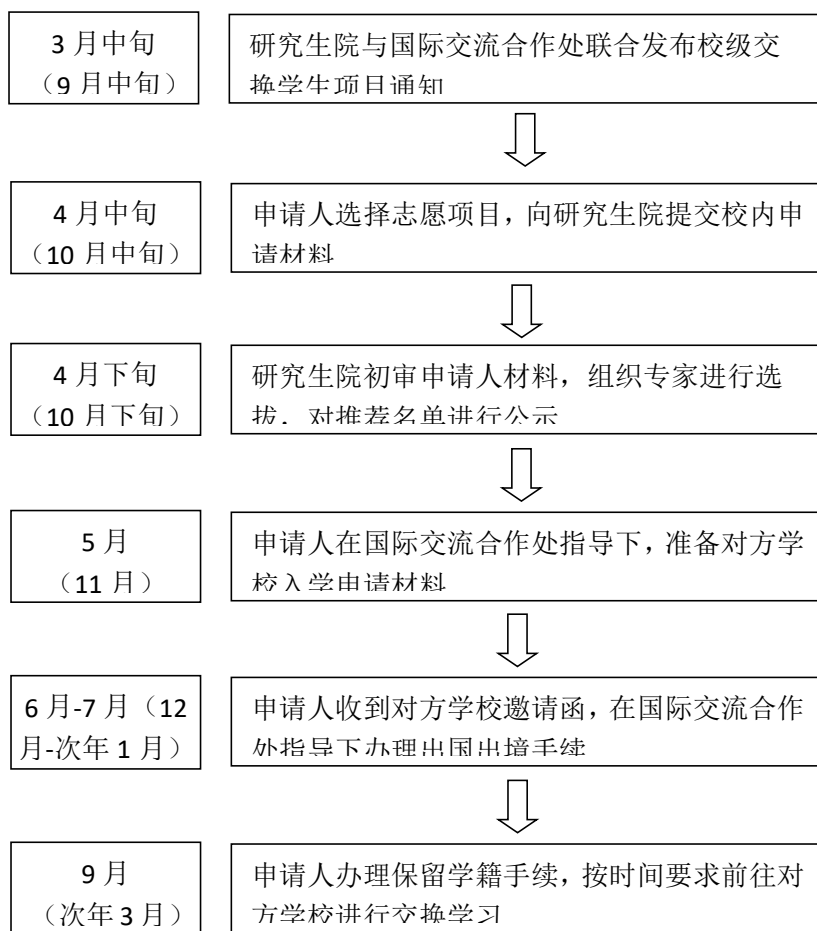 3 月中旬
（9 月中旬）
研究生院与国际交流合作处联合发布校级交
换学生项目通知
4 月中旬
（10 月中旬）
申请人选择志愿项目，向研究生院提交校内申
请材料
4 月下旬
（10 月下旬）
研究生院初审申请人材料，组织专家进行选
拔，对推荐名单进行公示
5 月
（11 月）
申请人在国际交流合作处指导下，准备对方学
校入学申请材料
6 月-7 月（12
月-次年 1 月）
申请人收到对方学校邀请函，在国际交流合作
处指导下办理出国出境手续
9 月
（次年 3 月）
申请人办理保留学籍手续，按时间要求前往对
方学校进行交换学习